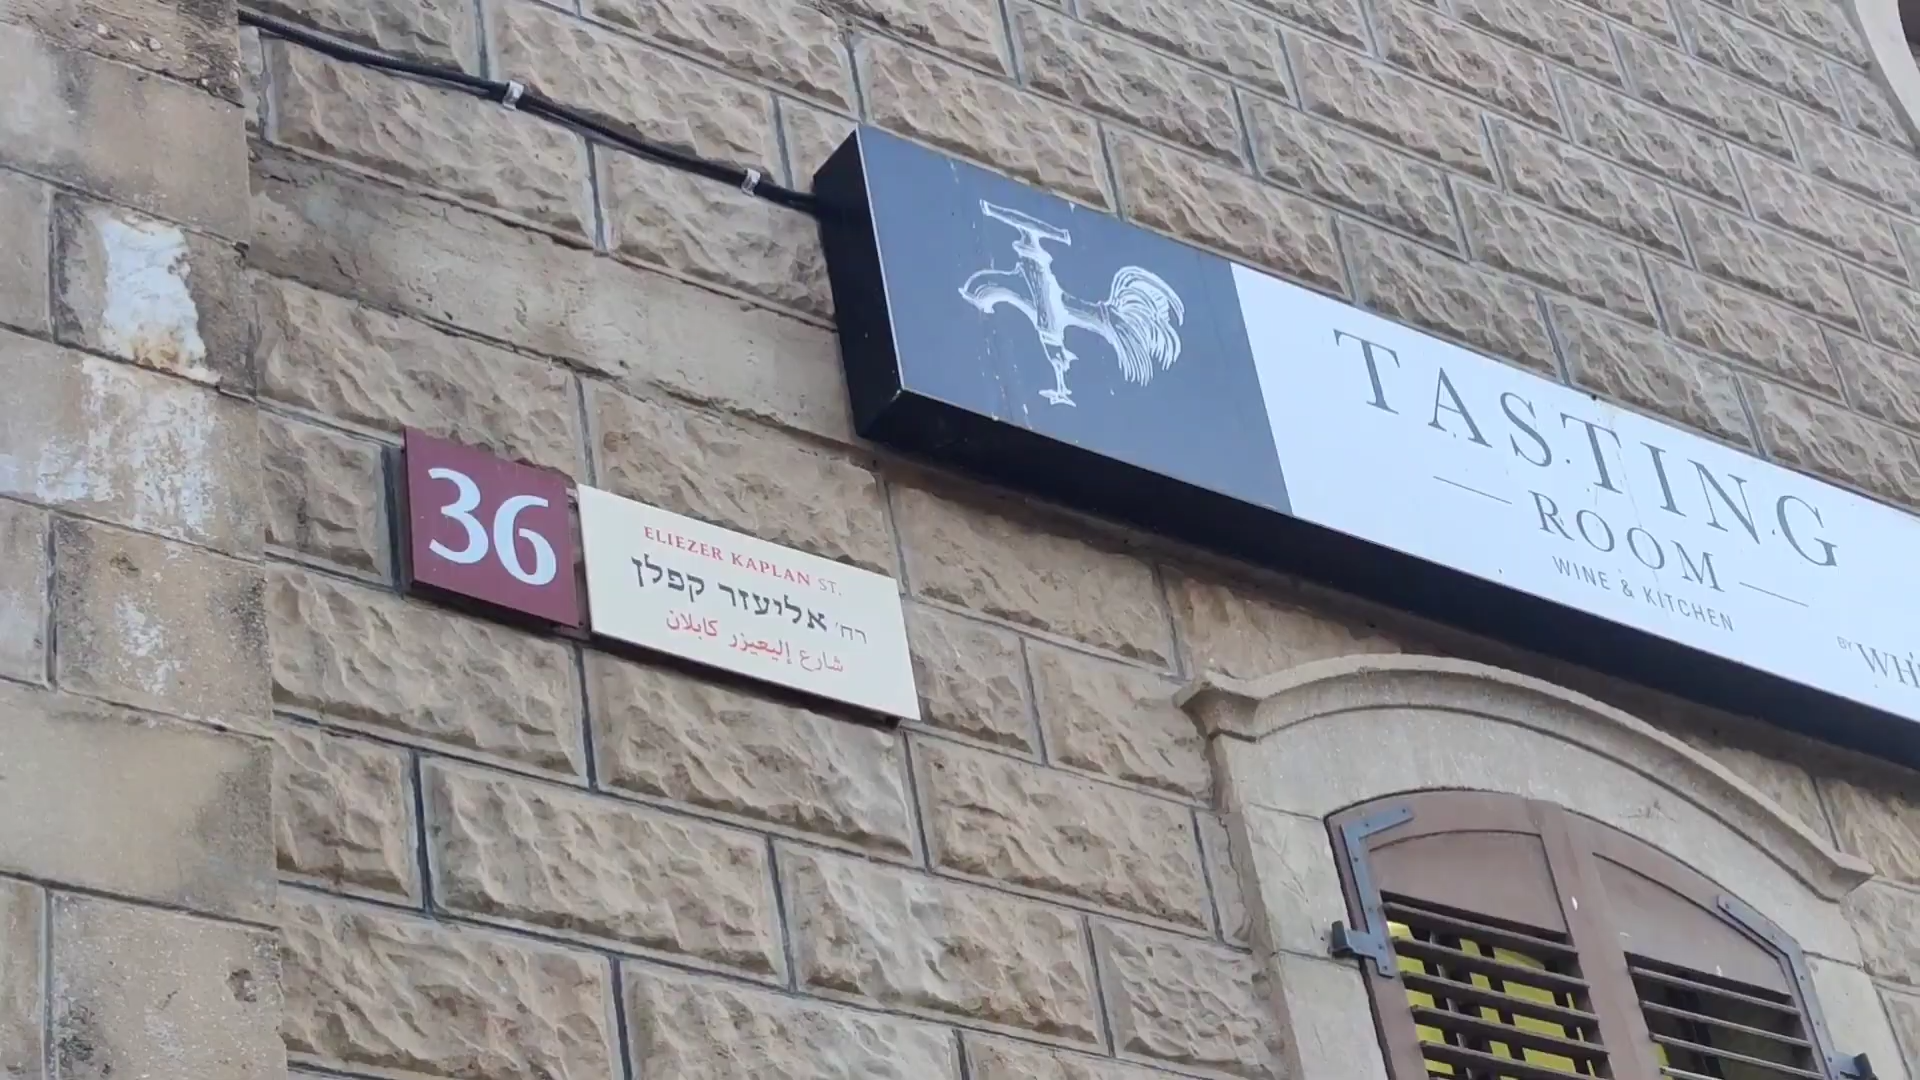 36
ELIEZER KAPLAN ST.
רח' אליעזר קפלן
شارع إليعيزر كابلان
TASTING
ROOM
WINE & KITCHEN
BY